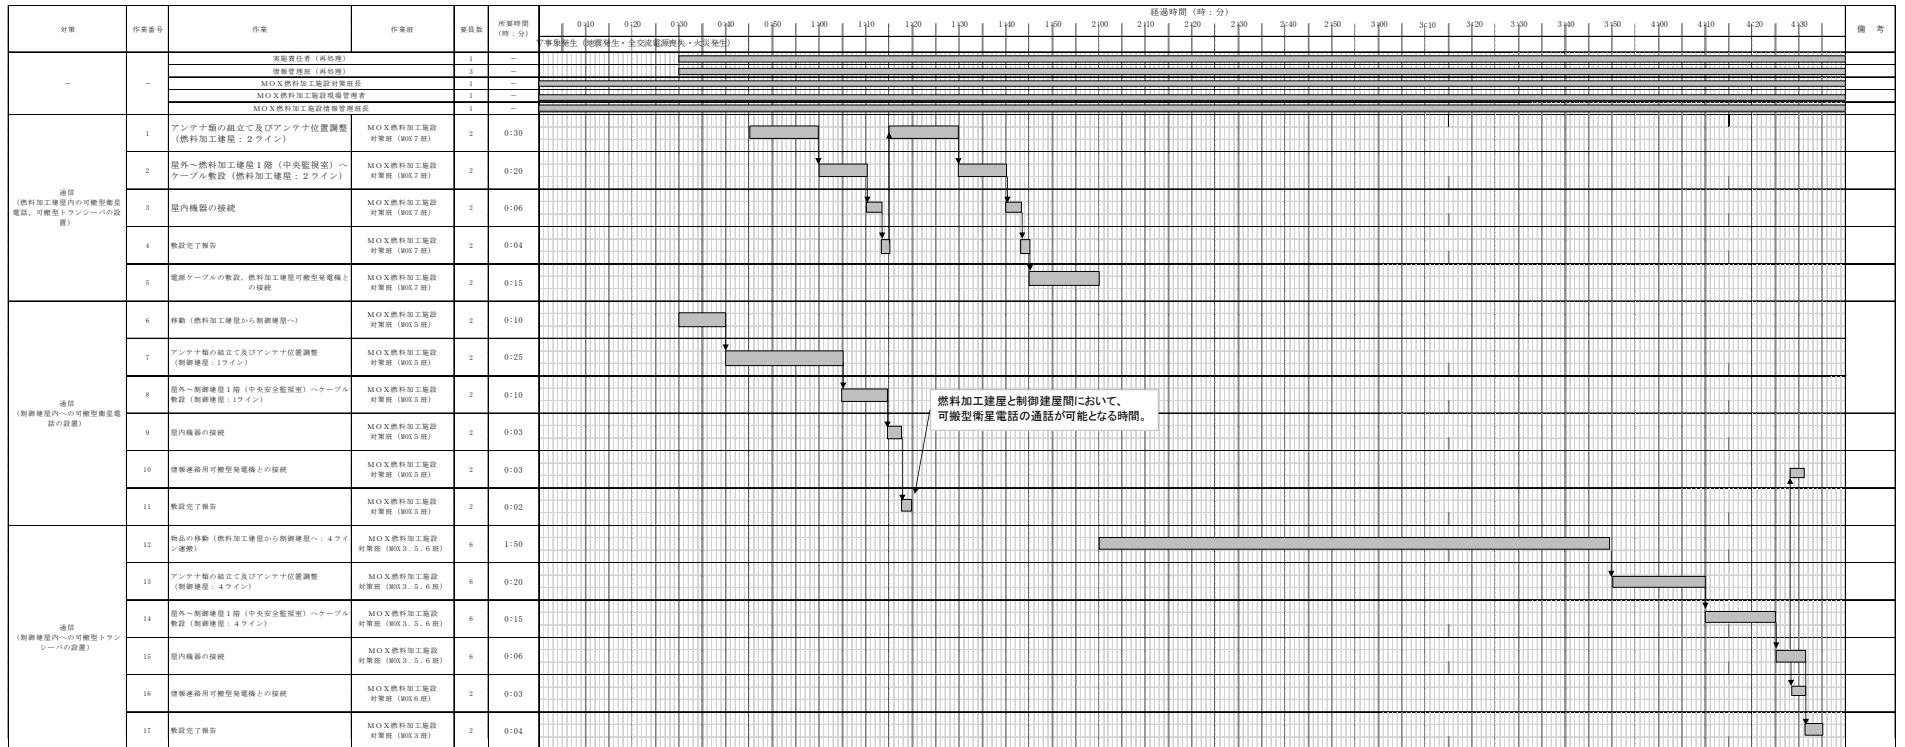 経過時間（時：分）
対策 作業番号 作業 作業班 要員数 所要時間（時：分） 備 考
0:10 0:20 0:30 0:40 0:50 1:00 1:10 1:20 1:30 1:40 1:50 2:00 2:10 2:20 2:30 2:40 2:50 3:00 3:10 3:20 3:30 3:40 3:50 4:00 4:10 4:20 4:30
▽事象発生（地震発生・全交流電源喪失・火災発生）
－ －
実施責任者（再処理） 1 －
情報管理班（再処理） 3 －
ＭＯＸ燃料加工施設対策班長 1 －
ＭＯＸ燃料加工施設現場管理者 1 －
ＭＯＸ燃料加工施設情報管理班長 1 －
通信
（燃料加工建屋内の可搬型衛星
電話、可搬型トランシーバの設
置）
1 アンテナ類の組立て及びアンテナ位置調整 ＭＯＸ燃料加工施設 2 0:30
（燃料加工建屋：２ライン） 対策班（MOX７班）
2 屋外～燃料加工建屋１階（中央監視室）へ ＭＯＸ燃料加工施設 2 0:20
ケーブル敷設（燃料加工建屋：２ライン） 対策班（MOX７班）
3 屋内機器の接続 ＭＯＸ燃料加工施設 2 0:06
対策班（MOX７班）
4 敷設完了報告 ＭＯＸ燃料加工施設 2 0:04
対策班（MOX７班）
5 電源ケーブルの敷設、燃料加工建屋可搬型発電機と ＭＯＸ燃料加工施設 2 0:15
の接続 対策班（MOX７班）
通信
（制御建屋内への可搬型衛星電
話の設置）
6 移動（燃料加工建屋から制御建屋へ） ＭＯＸ燃料加工施設 2 0:10
対策班（MOX５班）
7 アンテナ類の組立て及びアンテナ位置調整 ＭＯＸ燃料加工施設 2 0:25
（制御建屋：1ライン） 対策班（MOX５班）
8 屋外～制御建屋１階（中央安全監視室）へケーブル ＭＯＸ燃料加工施設 2 0:10
敷設（制御建屋：1ライン） 対策班（MOX５班）
燃料加工建屋と制御建屋間において、
可搬型衛星電話の通話が可能となる時間。
9 屋内機器の接続 ＭＯＸ燃料加工施設 2 0:03
対策班（MOX５班）
10 情報連絡用可搬型発電機との接続 ＭＯＸ燃料加工施設 2 0:03
対策班（MOX５班）
11 敷設完了報告 ＭＯＸ燃料加工施設 2 0:02
対策班（MOX５班）
通信
（制御建屋内への可搬型トラン
シーバの設置）
12 物品の移動（燃料加工建屋から制御建屋へ：４ライ ＭＯＸ燃料加工施設 6 1:50
ン運搬） 対策班（MOX３．５．６班）
13 アンテナ類の組立て及びアンテナ位置調整 ＭＯＸ燃料加工施設 6 0:20
（制御建屋：４ライン） 対策班（MOX３．５．６班）
14 屋外～制御建屋１階（中央安全監視室）へケーブル ＭＯＸ燃料加工施設 6 0:15
敷設（制御建屋：４ライン） 対策班（MOX３．５．６班）
15 屋内機器の接続 ＭＯＸ燃料加工施設 6 0:06
対策班（MOX３．５．６班）
16 情報連絡用可搬型発電機との接続 ＭＯＸ燃料加工施設 2 0:03
対策班（MOX６班）
17 敷設完了報告 ＭＯＸ燃料加工施設 2 0:04
対策班（MOX３班）